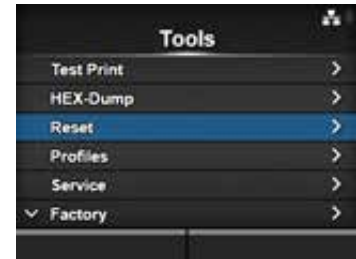 Tools
Test Print
HEX-Dump
Reset
Profiles
Service
Factory